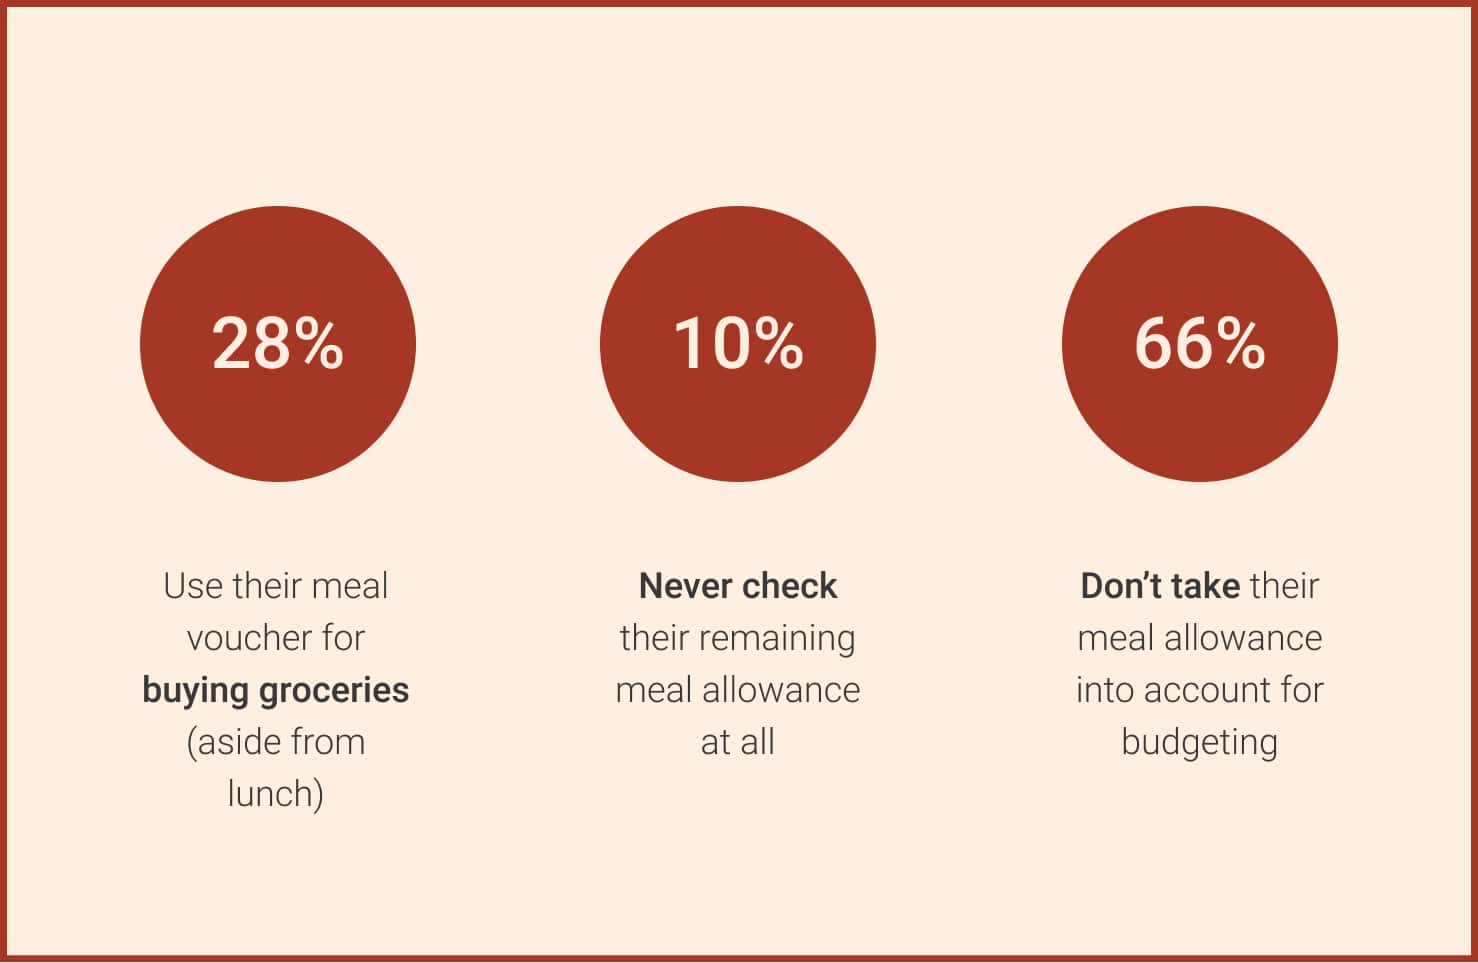 28%
Use their meal
voucher for
buying groceries
(aside from
lunch)
10%
Never check
their remaining
meal allowance
at all
66%
Don’t take their
meal allowance
into account for
budgeting